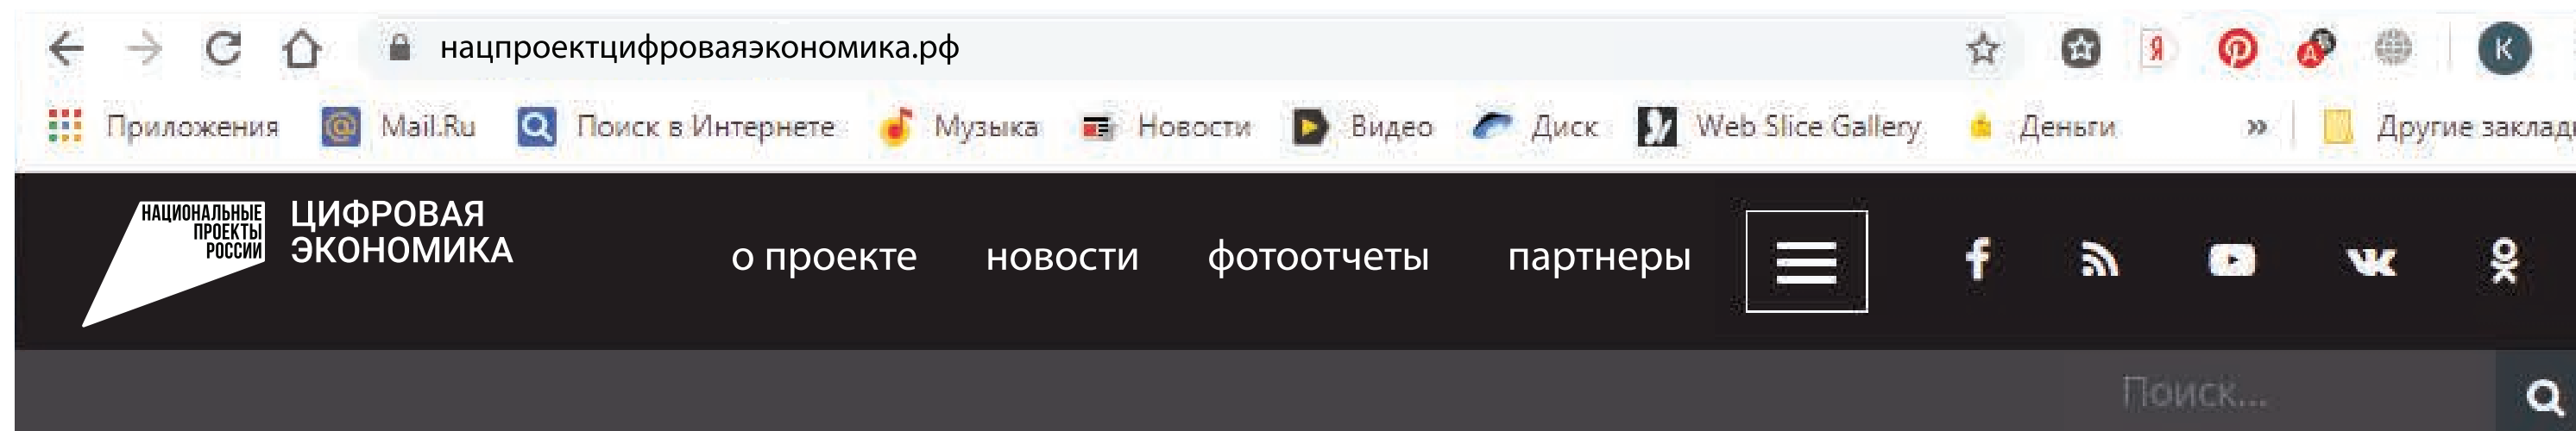 нацпроектцифроваяэкономика.рф
Я
К
Приложения Mail.Ru Поиск в Интернете Музыка Новости Видео Диск Web Slice Gallery Деньги » Другие заклад
НАЦИОНАЛЬНЫЕ
ПРОЕКТЫ
РОССИИ
ЦИФРОВАЯ
ЭКОНОМИКА
о проекте новости фотоотчеты партнеры
Поиск...